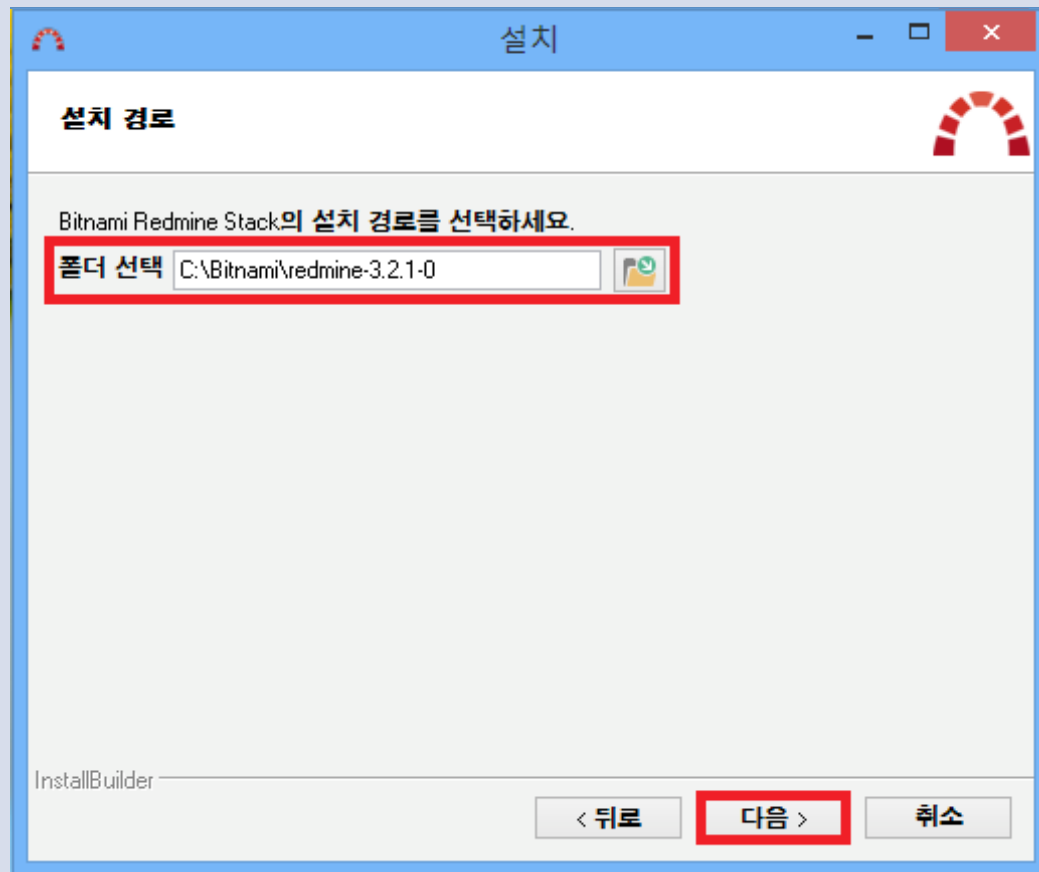 설치
설치 경로
Bitnami Redmine Stack의 설치 경로를 선택하세요.
폴더 선택 C:\Bitnami\redmine-3.2.1-0
InstallBuilder
< 뒤로 다음 > 취소